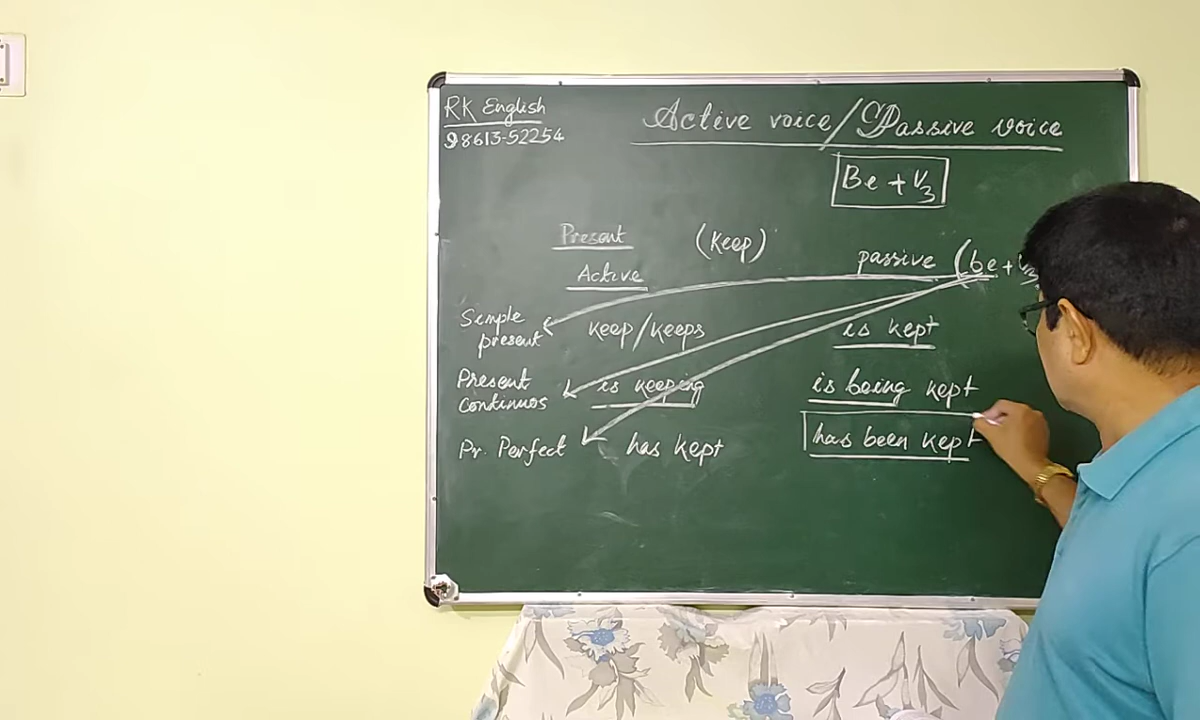 RK English
98613-52254
Active voice/Passive voice
Be + V3
Present (keep)
Active passive (be + V3
Simple present keep/keeps is kept
Present Continuos is keeping is being kept
Pr. Perfect has kept has been kept